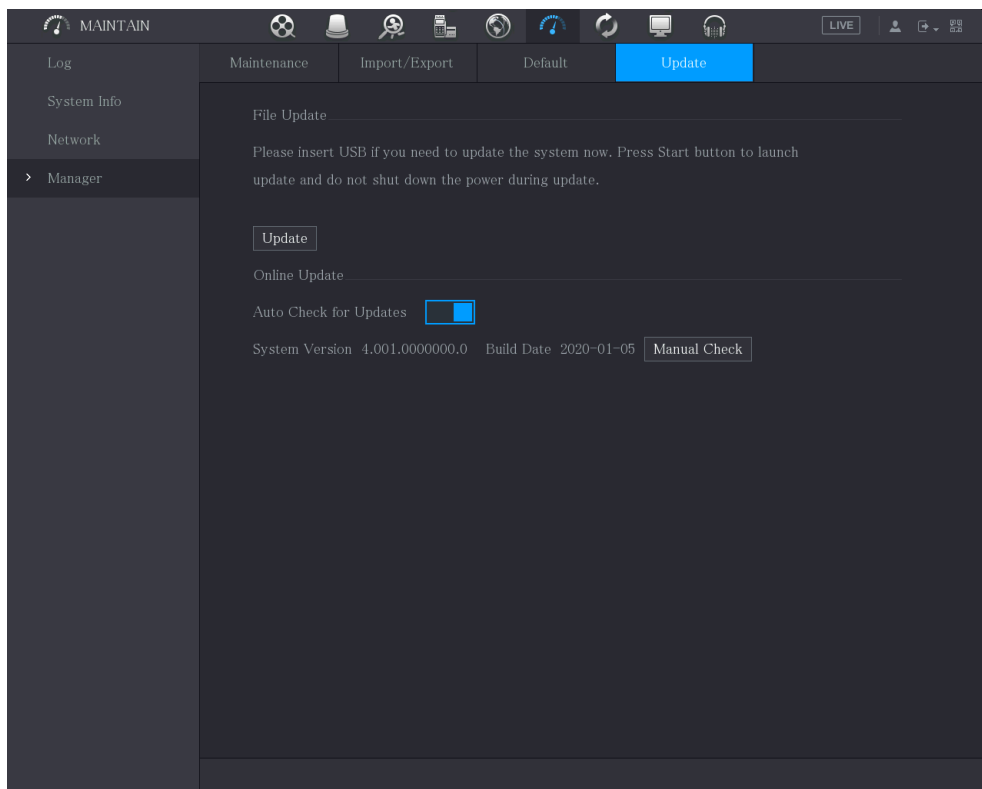 MAINTAIN
LIVE
Log
System Info
Network
Manager
Maintenance
Import/Export
Default
Update
File Update
Please insert USB if you need to update the system now. Press Start button to launch
update and do not shut down the power during update.
Update
Online Update
Auto Check for Updates
System Version 4.001.0000000.0 Build Date 2020-01-05 Manual Check